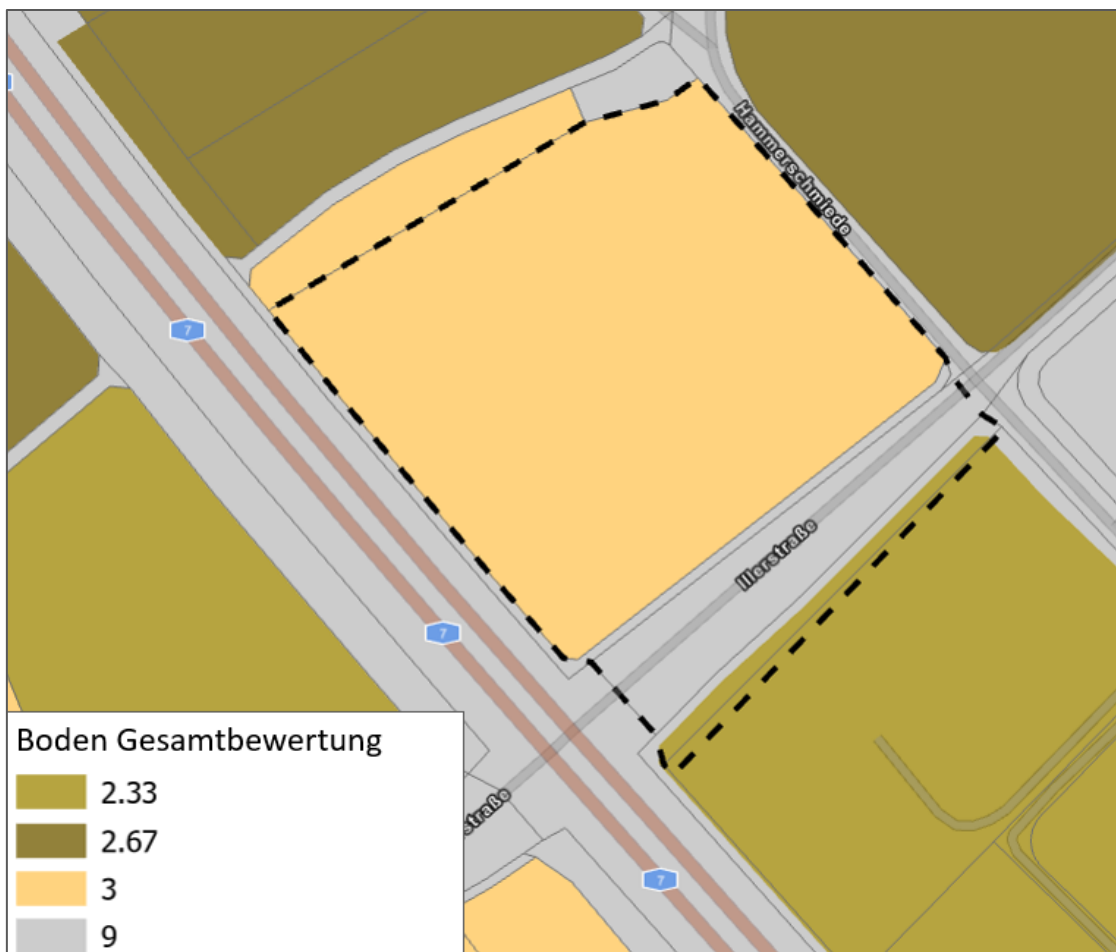 Hammerschmiede
7
Illerstraße
7
straße
7
Boden Gesamtbewertung
2.33
2.67
3
9